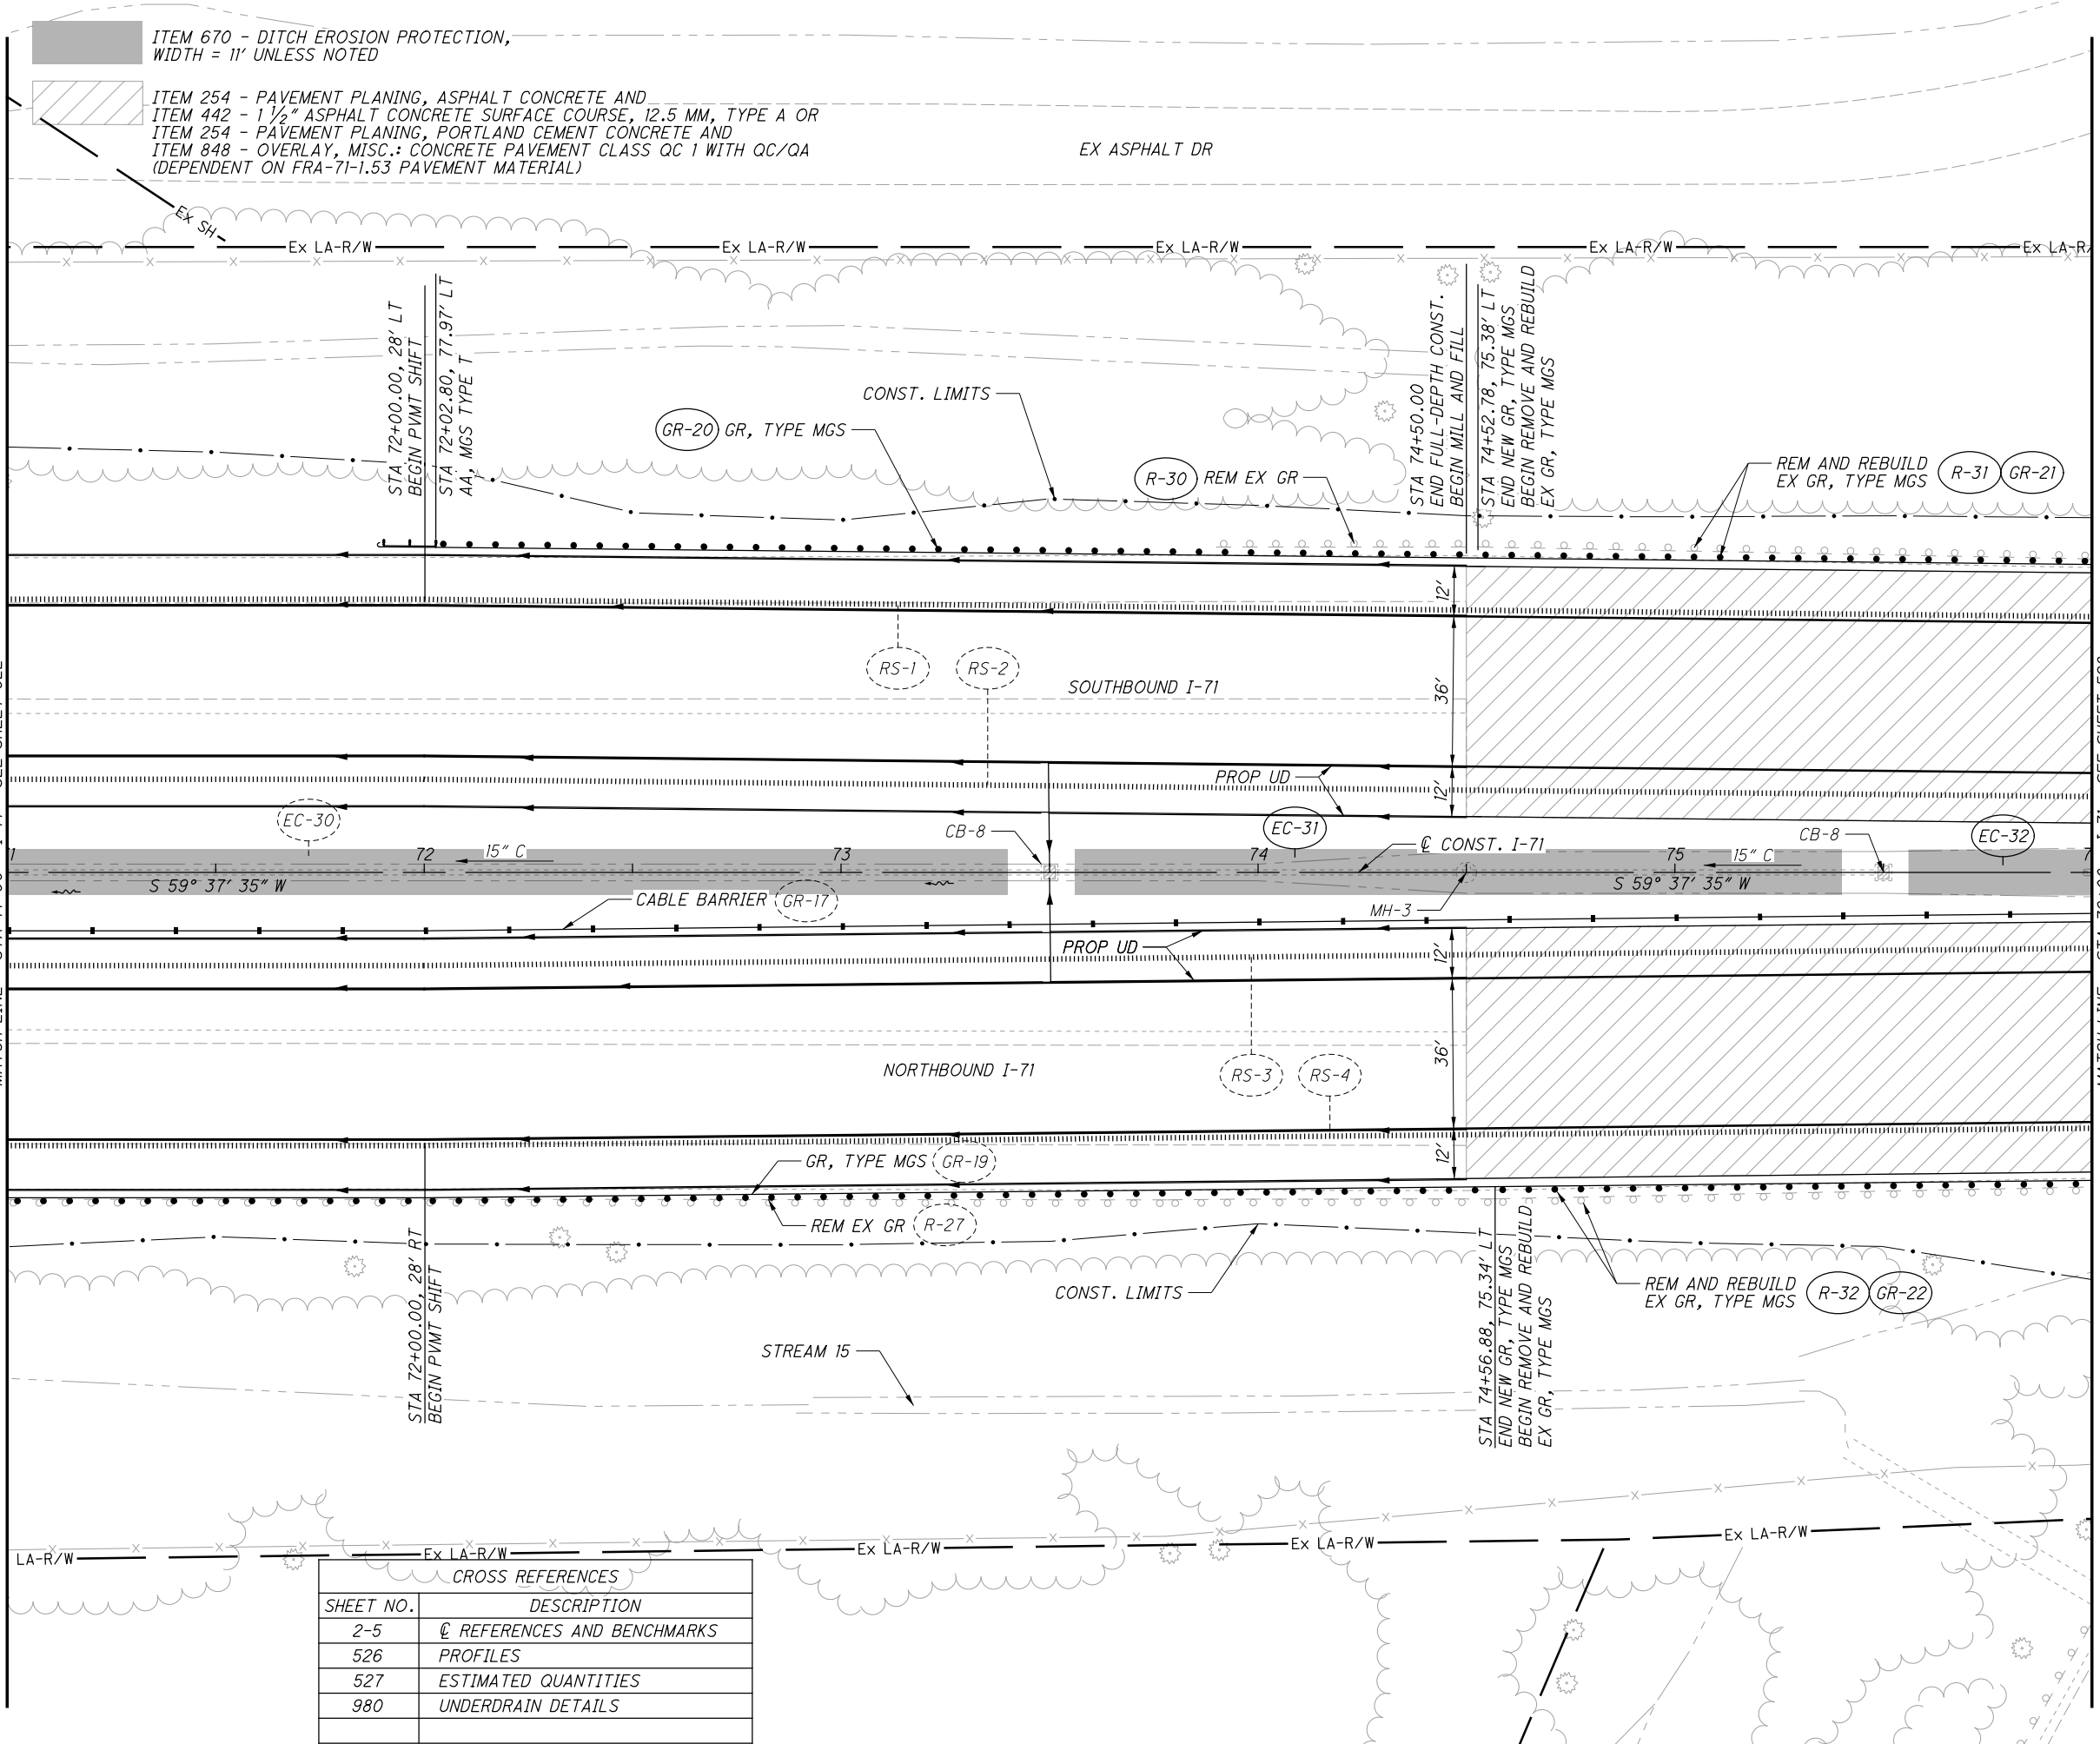 ITEM 670 - DITCH EROSION PROTECTION,
WIDTH = 11' UNLESS NOTED
ITEM 254 - PAVEMENT PLANING, ASPHALT CONCRETE AND
ITEM 442 - 1 1/2" ASPHALT CONCRETE SURFACE COURSE, 12.5 MM, TYPE A OR
ITEM 254 - PAVEMENT PLANING, PORTLAND CEMENT CONCRETE AND
ITEM 848 - OVERLAY, MISC.: CONCRETE PAVEMENT CLASS QC 1 WITH QC/QA
(DEPENDENT ON FRA-71-1.53 PAVEMENT MATERIAL)
EX ASPHALT DR
Ex SH
Ex LA-R/W
Ex LA-R/W
Ex LA-R/W
Ex LA-R/W
Ex LA-R/
STA 72+00.00, 28' LT
BEGIN PVMT SHIFT
STA 72+02.80, 77.97' LT
AA, MGS TYPE T
CONST. LIMITS
GR-20 GR, TYPE MGS
R-30 REM EX GR
STA 74+50.00
END FULL-DEPTH CONST.
BEGIN MILL AND FILL
STA 74+52.78, 75.38' LT
END NEW GR, TYPE MGS
BEGIN REMOVE AND REBUILD
EX GR, TYPE MGS
REM AND REBUILD
EX GR, TYPE MGS
R-31 GR-21
12'
RS-1
RS-2
SOUTHBOUND I-71
36'
PROP UD
12'
EC-30
CB-8
EC-31
℄ CONST. I-71
CB-8
EC-32
72
15" C
73
74
75
15" C
S 59° 37' 35" W
S 59° 37' 35" W
CABLE BARRIER GR-17
MH-3
PROP UD
12'
NORTHBOUND I-71
RS-3
RS-4
36'
GR, TYPE MGS GR-19
12'
REM EX GR R-27
STA 72+00.00, 28' RT
BEGIN PVMT SHIFT
CONST. LIMITS
STA 74+56.88, 75.34' LT
END NEW GR, TYPE MGS
BEGIN REMOVE AND REBUILD
EX GR, TYPE MGS
REM AND REBUILD
EX GR, TYPE MGS
R-32 GR-22
STREAM 15
LA-R/W
Ex LA-R/W
Ex LA-R/W
Ex LA-R/W
Ex LA-R/W
CROSS REFERENCES
SHEET NO. DESCRIPTION
2-5 ℄ REFERENCES AND BENCHMARKS
526 PROFILES
527 ESTIMATED QUANTITIES
980 UNDERDRAIN DETAILS